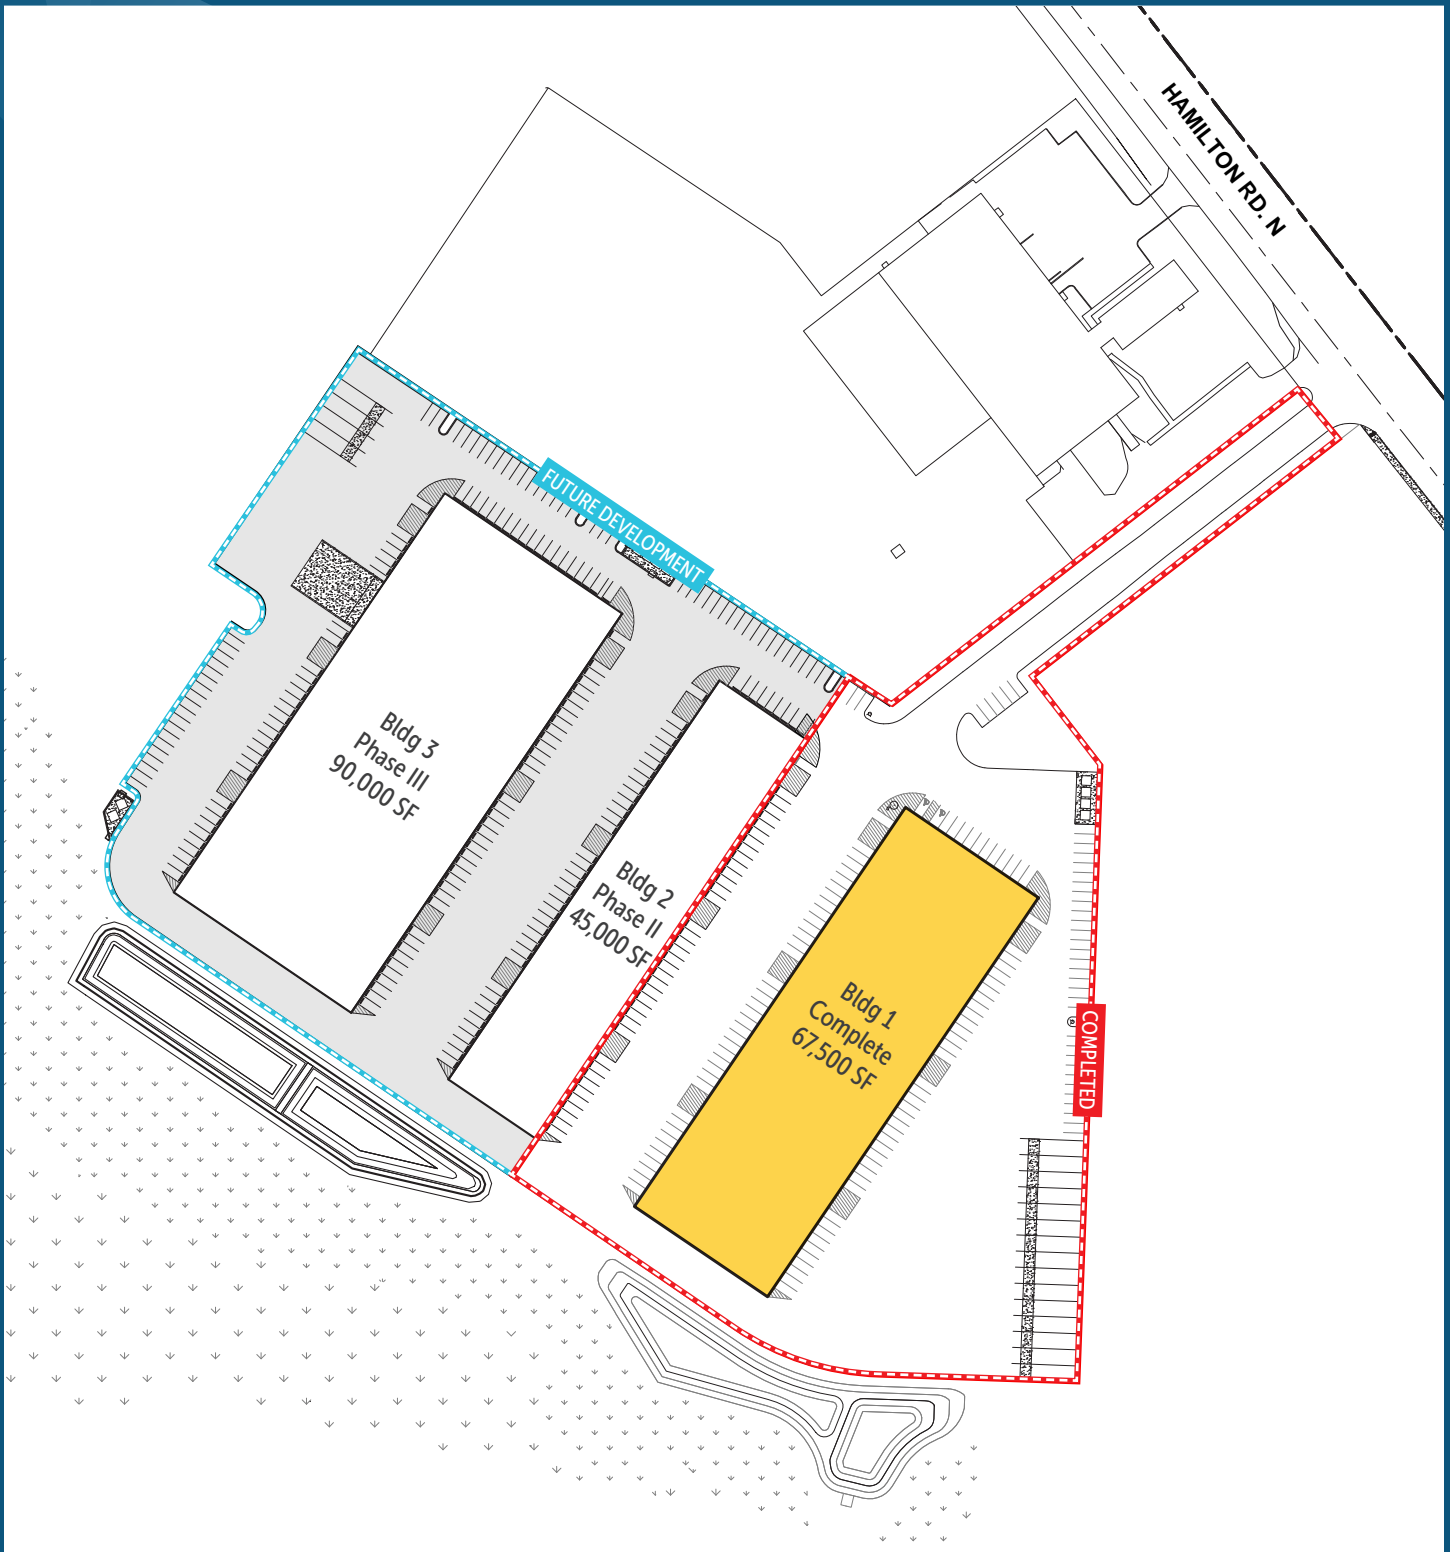 HAMILTON RD. N
FUTURE DEVELOPMENT
Bldg 3
Phase III
90,000 SF
Bldg 2
Phase II
45,000 SF
Bldg 1
Complete
67,500 SF
COMPLETED